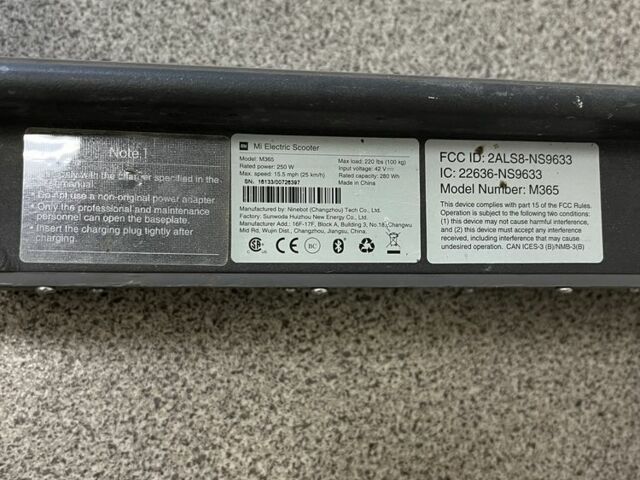 Note !
with the charger specified in the
manual.
Do not use a non-original power adapter.
• Only the professional and maintenance
personnel can open the baseplate.
• Insert the charging plug tightly after
charging.
mi Mi Electric Scooter
Model: M365
Rated power: 250 W
Max. speed: 15.5 mph (25 km/h)
SN: 16133/00726397
Max load: 220 lbs (100 kg)
Input voltage: 42 V
Rated capacity: 280 Wh
Made in China
Manufactured by: Ninebot (Changzhou) Tech Co., Ltd.
Factory: Sunwoda Huizhou New Energy Co., Ltd.
Manufacturer Add.: 16F-17F, Block A, Building 3, No.18, Changwu
Mid Rd, Wujin Dist., Changzhou, Jiangsu, China.
CE BC
FCC ID: 2ALS8-NS9633
IC: 22636-NS9633
Model Number: M365
This device complies with part 15 of the FCC Rules.
Operation is subject to the following two conditions:
(1) this device may not cause harmful interference,
and (2) this device must accept any interference
received, including interference that may cause
undesired operation. CAN ICES-3 (B)/NMB-3(B)